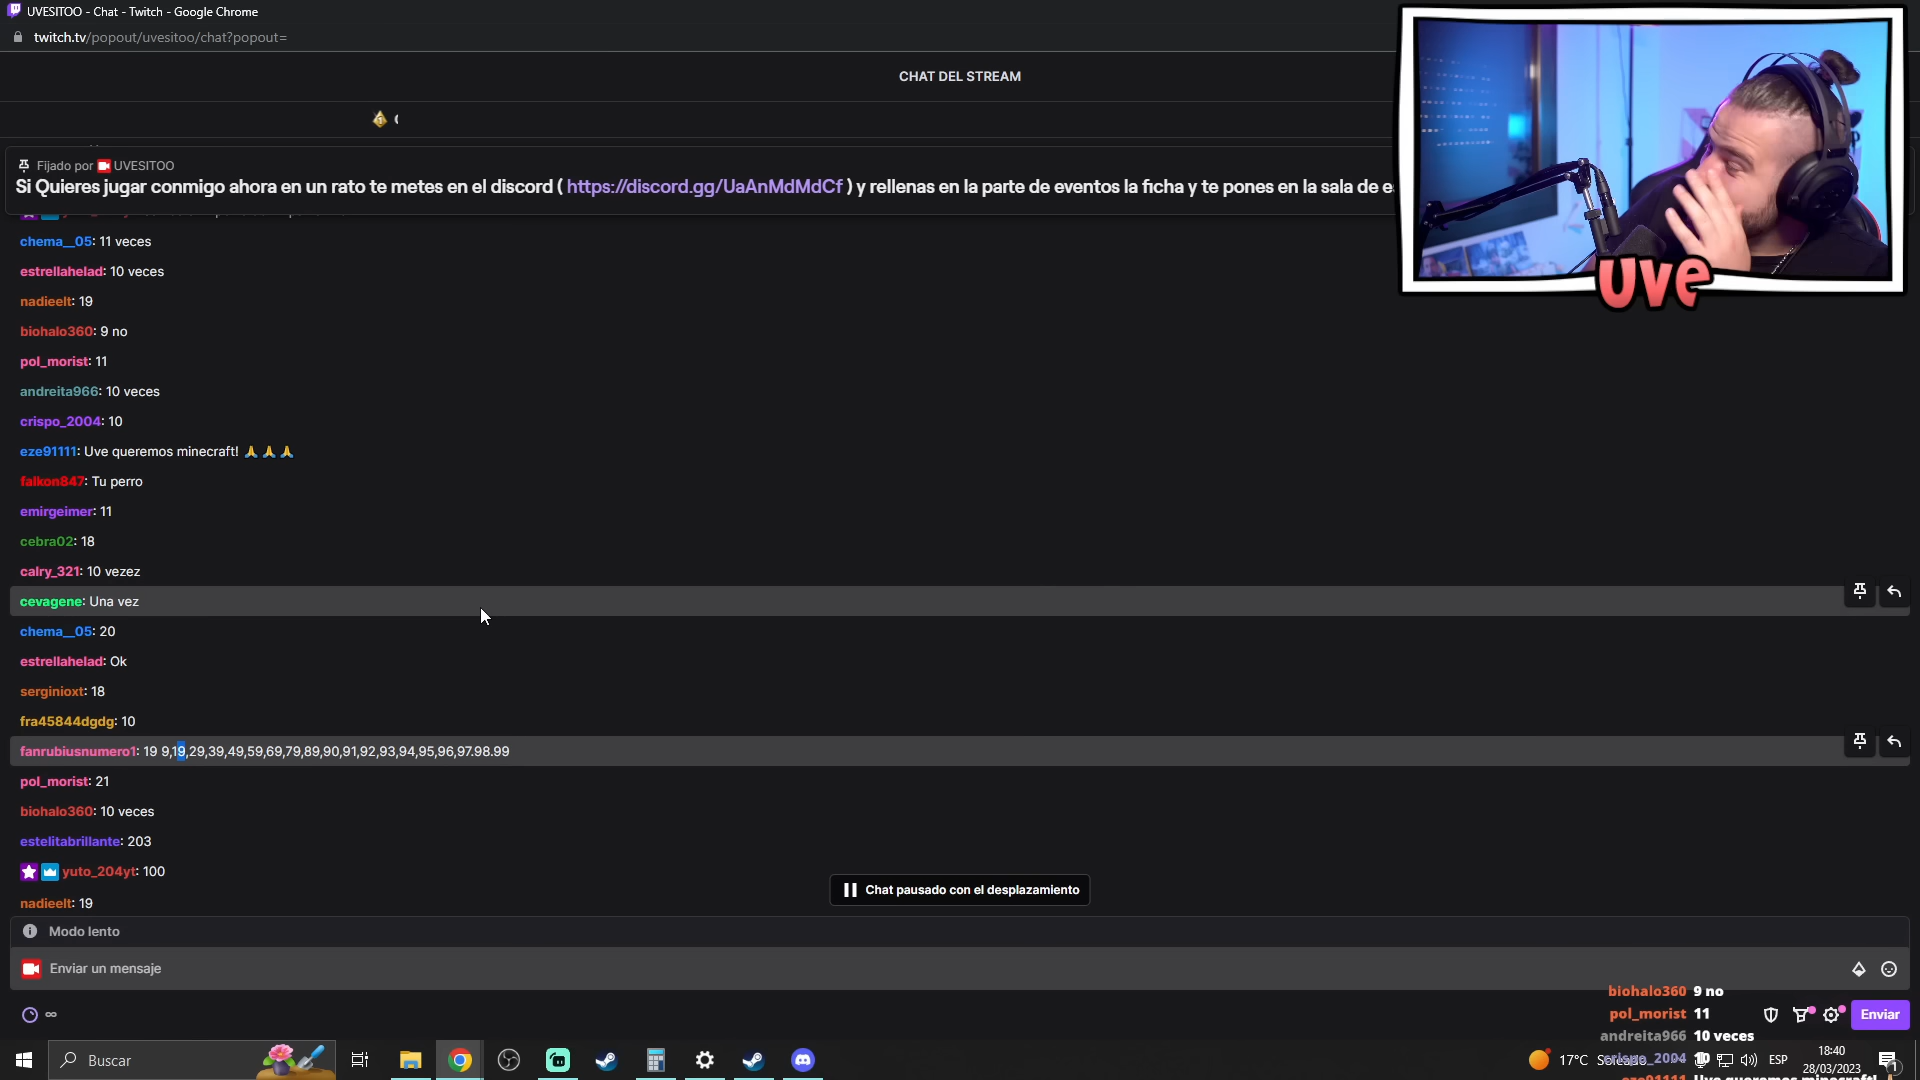 UVESITOO - Chat - Twitch - Google Chrome
twitch.tv/popout/uvesitoo/chat?popout=
CHAT DEL STREAM
Fijado por UVESITOO
Si Quieres jugar conmigo ahora en un rato te metes en el discord ( https://discord.gg/UaAnMdMdCf ) y rellenas en la parte de eventos la ficha y te pones en la sala de
Uve
chema__05: 11 veces
estrellahelad: 10 veces
nadieelt: 19
biohalo360: 9 no
pol_morist: 11
andreita966: 10 veces
crispo_2004: 10
eze91111: Uve queremos minecraft! 🙏 🙏 🙏
falkon847: Tu perro
emirgeimer: 11
cebra02: 18
calry_321: 10 vezez
cevagene: Una vez
chema__05: 20
estrellahelad: Ok
serginioxt: 18
fra45844dgdg: 10
fanrubiusnumero1: 19 9,19,29,39,49,59,69,79,89,90,91,92,93,94,95,96,97.98.99
pol_morist: 21
biohalo360: 10 veces
estelitabrillante: 203
yuto_204yt: 100
nadieelt: 19
Chat pausado con el desplazamiento
Modo lento
Enviar un mensaje
∞
Enviar
biohalo360 9 no
pol_morist 11
andreita966 10 veces
crispo_2004 10
eze91111 Uve queremos minecraft!
Buscar
17°C
ESP
18:40
28/03/2023
1